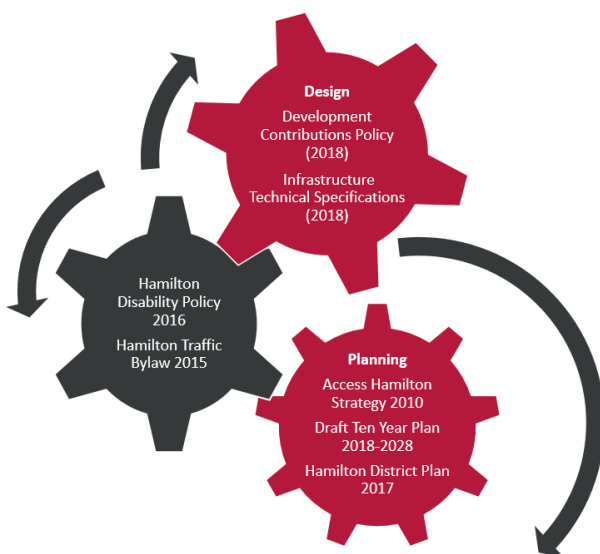 Design
Development
Contributions Policy
(2018)
Infrastructure
Technical Specifications
(2018)
Hamilton
Disability Policy
2016
Hamilton Traffic
Bylaw 2015
Planning
Access Hamilton
Strategy 2010
Draft Ten Year Plan
2018-2028
Hamilton District Plan
2017